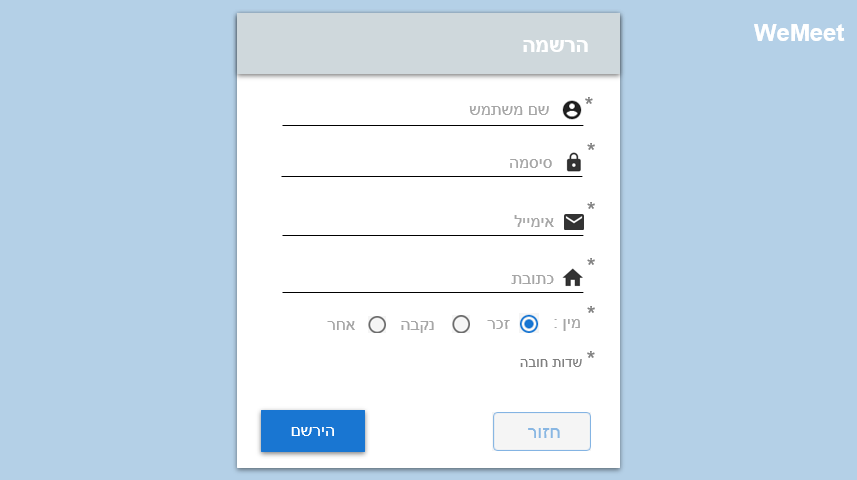 WeMeet
הרשמה
* שם משתמש
* סיסמה
* אימייל
* כתובת
* מין : זכר נקבה אחר
* שדות חובה
חזור
הירשם